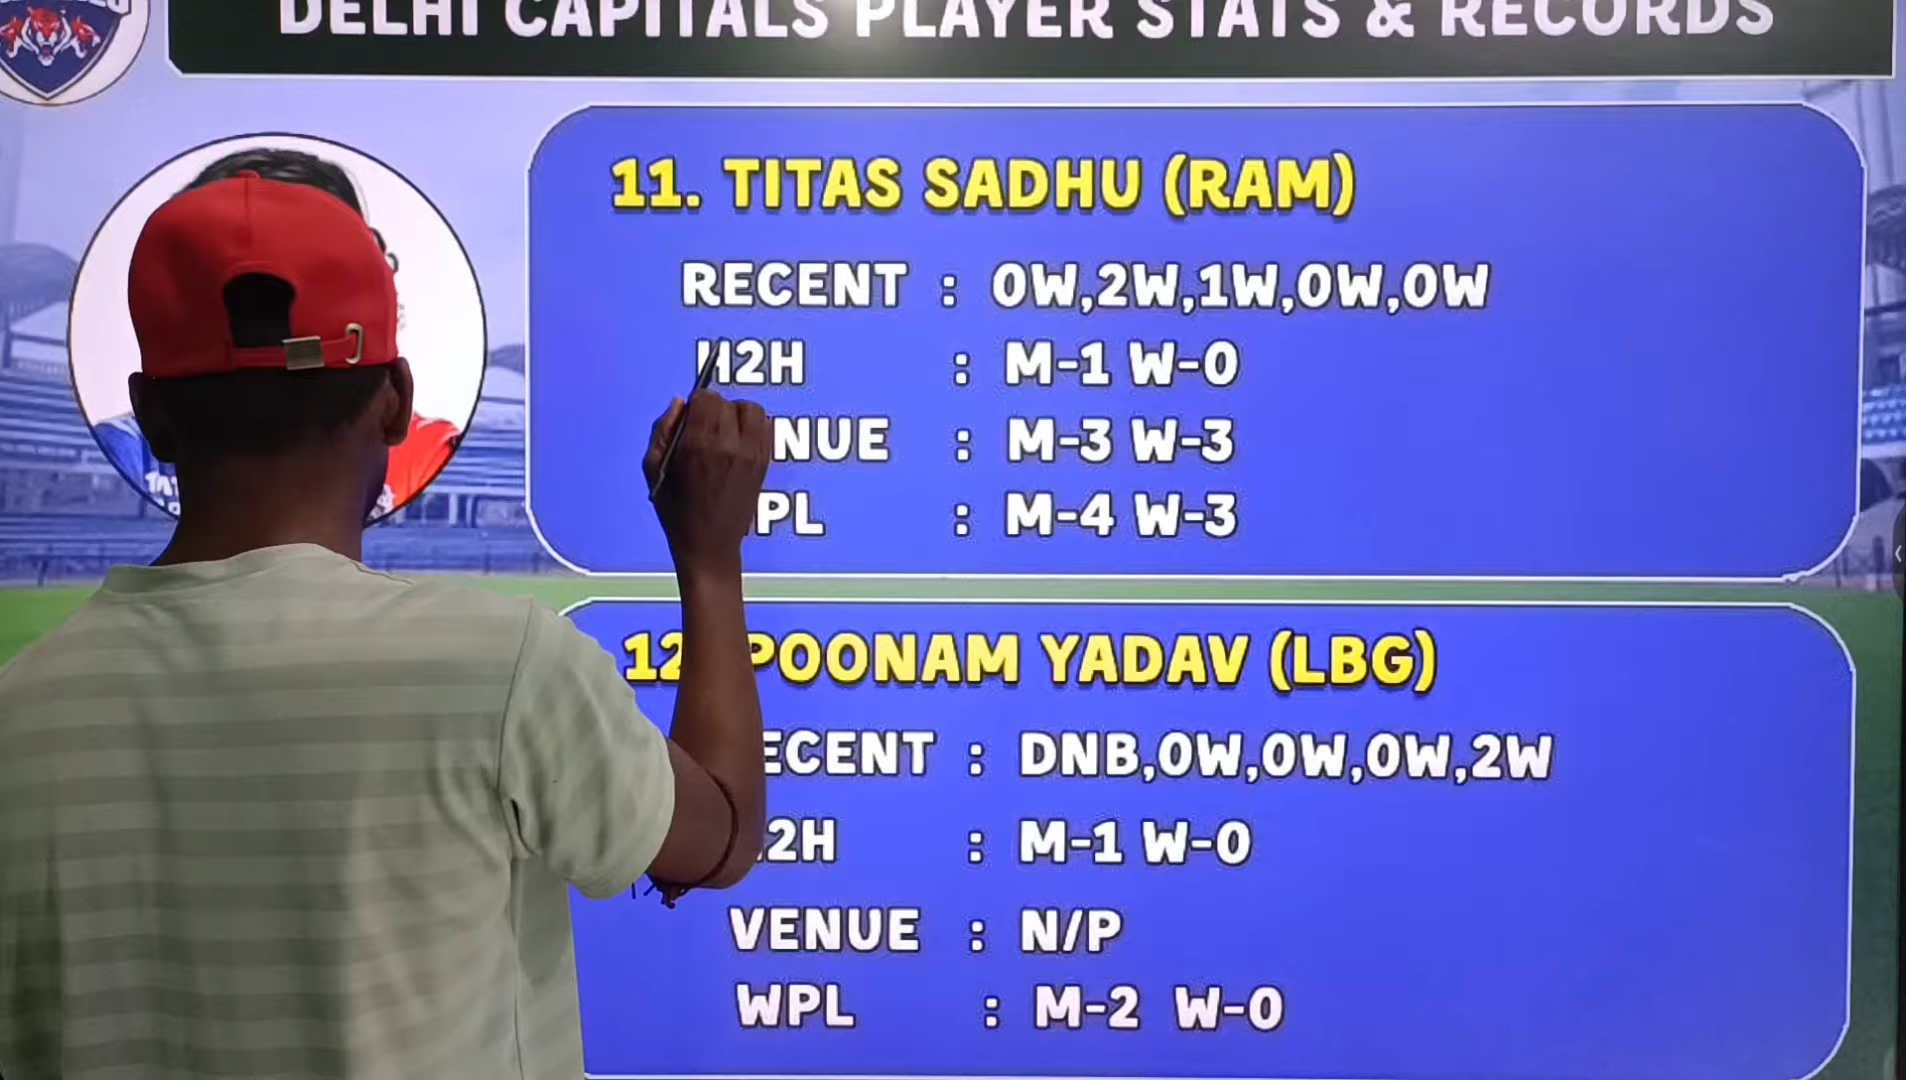 DELHI CAPITALS PLAYER STATS & RECORDS
11. TITAS SADHU (RAM)
RECENT : 0W,2W,1W,0W,0W
H2H : M-1 W-0
NUE : M-3 W-3
PL : M-4 W-3
12 POONAM YADAV (LBG)
ECENT : DNB,0W,0W,0W,2W
2H : M-1 W-0
VENUE : N/P
WPL : M-2 W-0